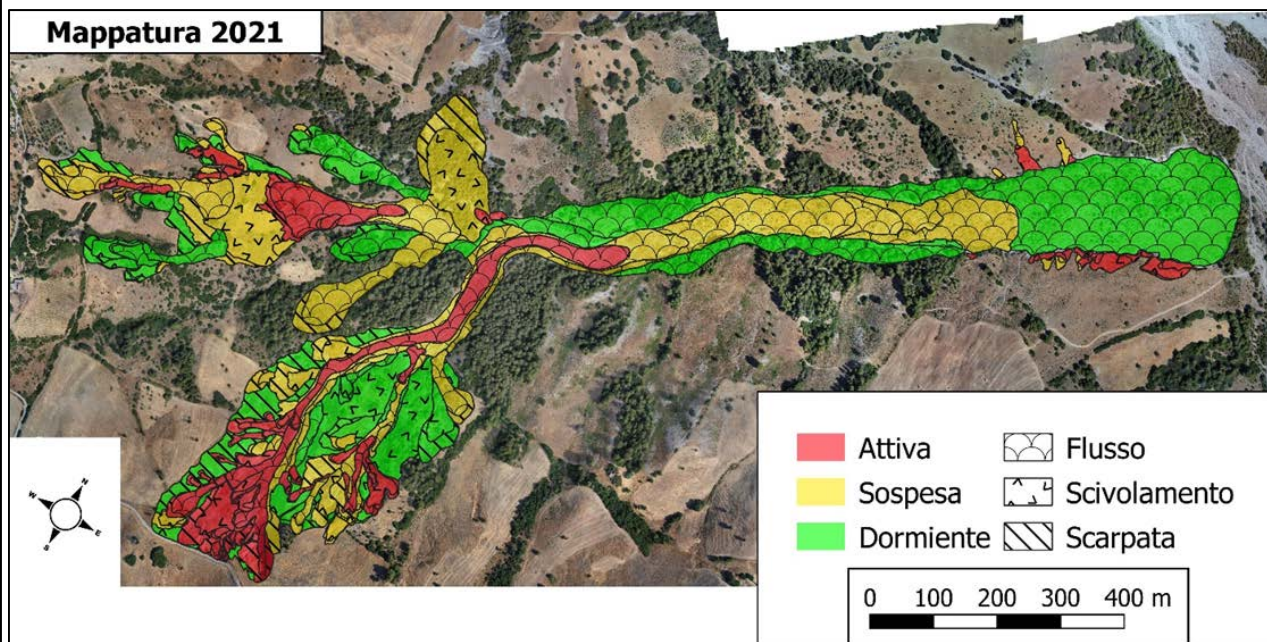 Mappatura 2021
Attiva
Flusso
Sospesa
Scivolamento
Dormiente
Scarpata
W
N
S
E
0 100 200 300 400 m